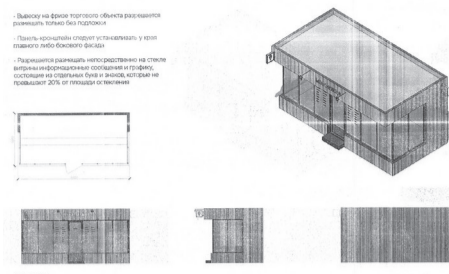 - Вывеску на фризе торгового объекта разрешается
размещать только без подложки
- Панель-кронштейн следует устанавливать у края
главного либо бокового фасада
- Разрешается размещать непосредственно на стекле
витрины информационные сообщения и графику,
состоящие из отдельных букв и знаков, которые не
превышают 20% от площади остекления